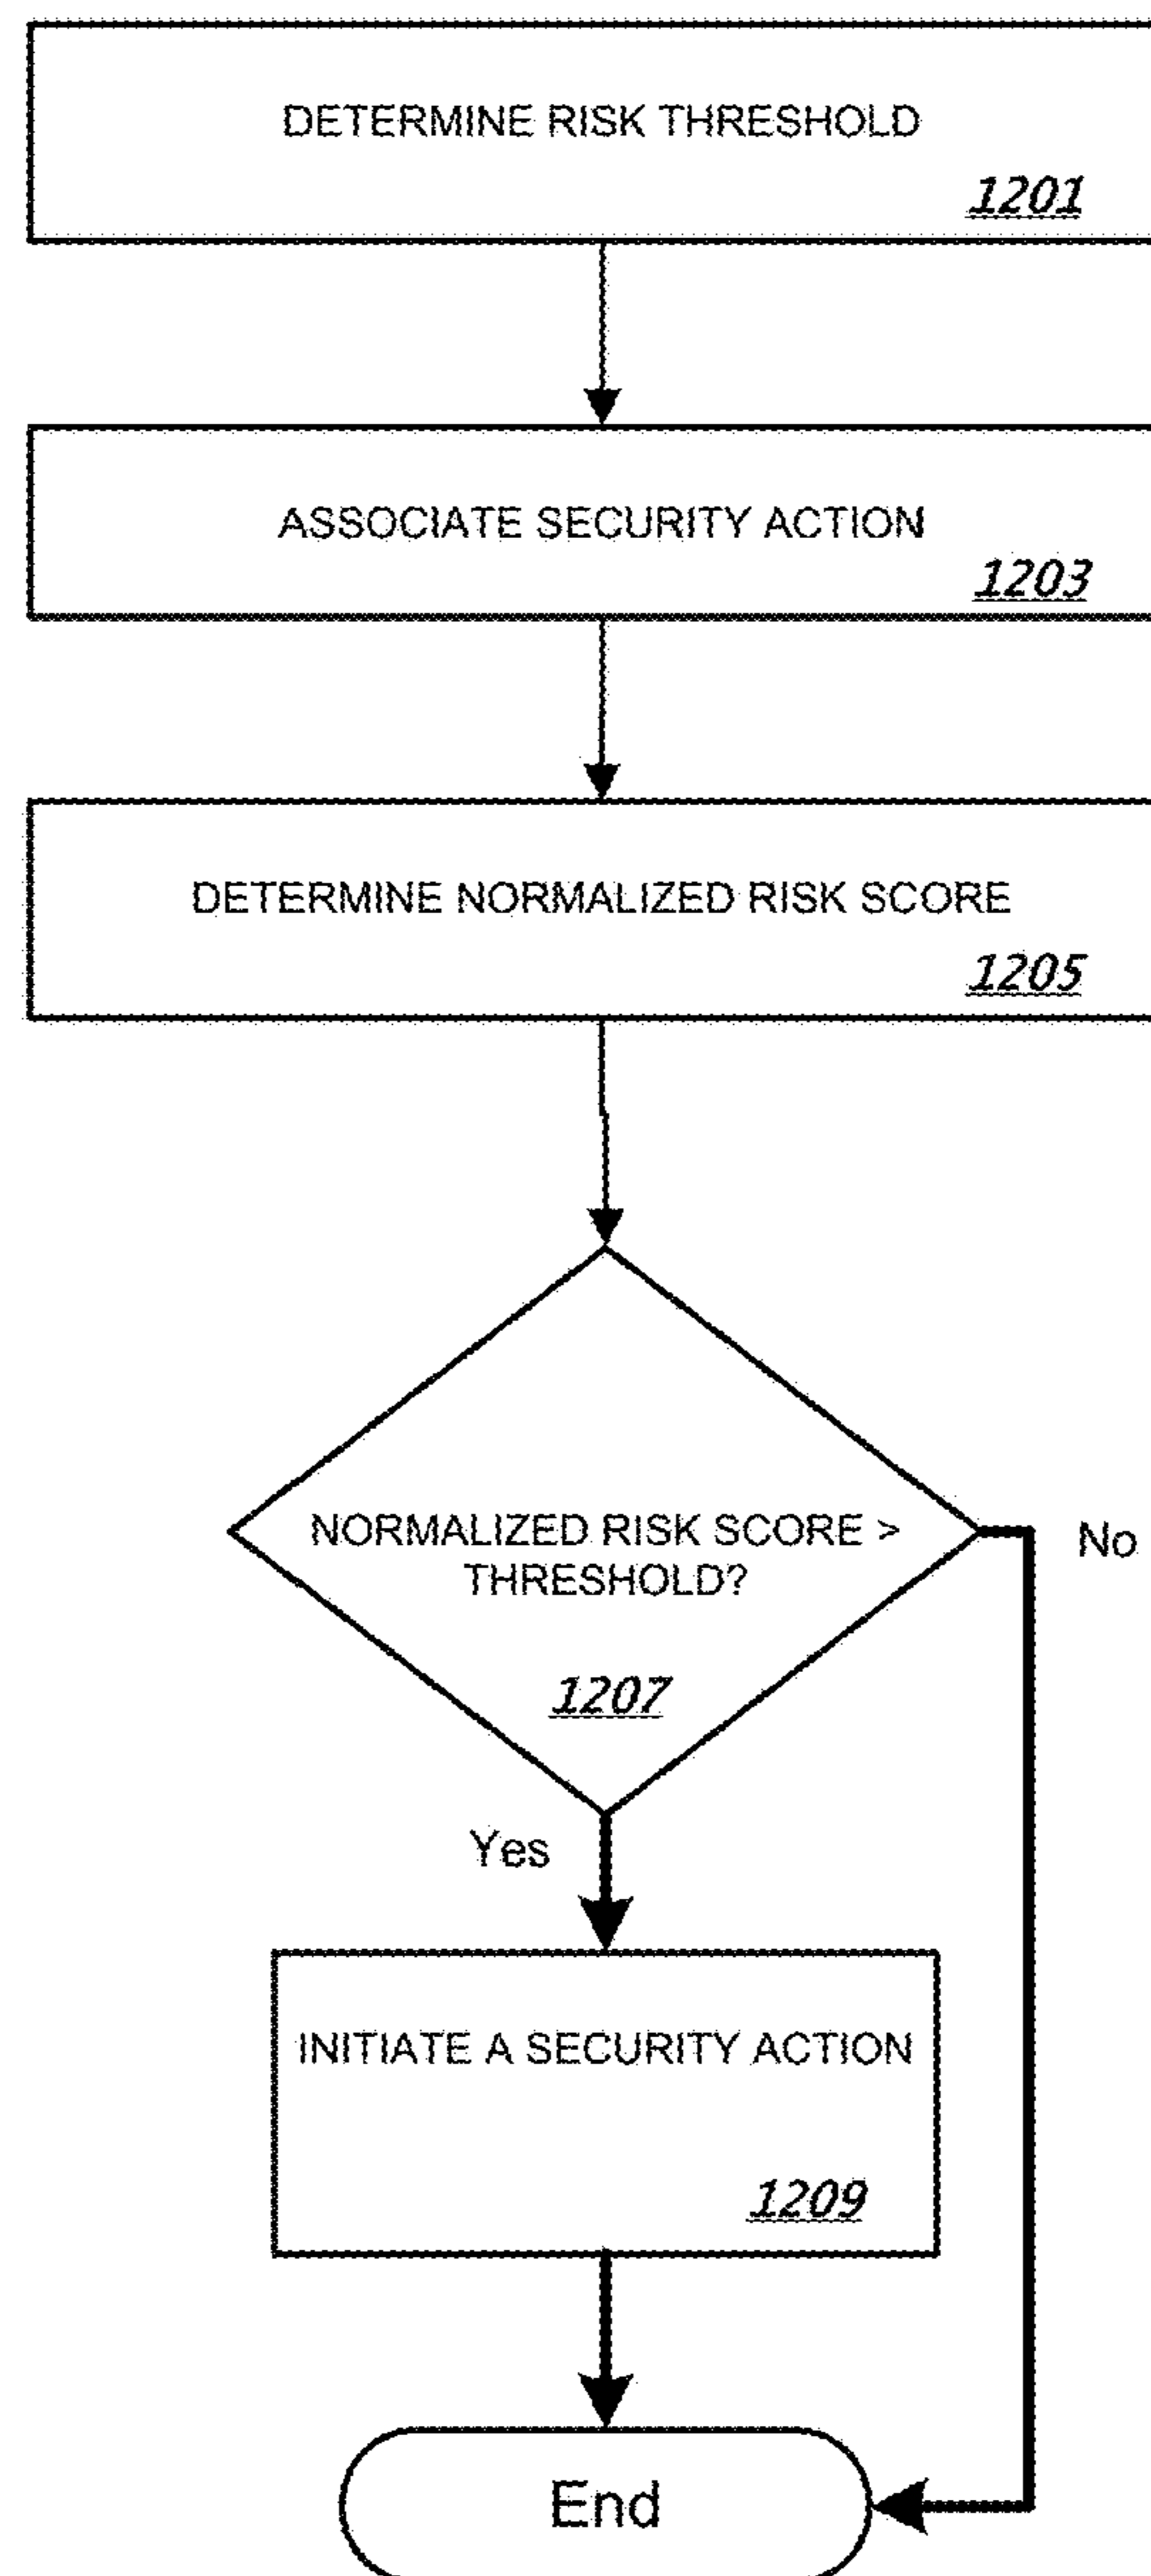 DETERMINE RISK THRESHOLD
1201
ASSOCIATE SECURITY ACTION
1203
DETERMINE NORMALIZED RISK SCORE
1205
NORMALIZED RISK SCORE >
THRESHOLD?
No
1207
Yes
INITIATE A SECURITY ACTION
1209
End